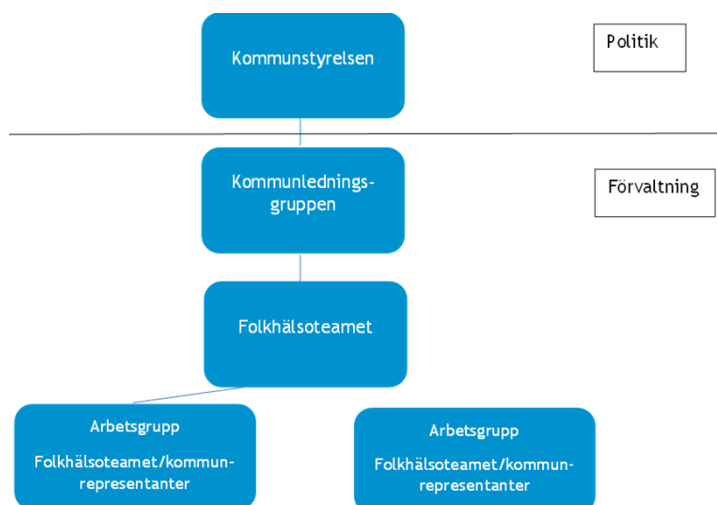 Kommunstyrelsen
Politik
Kommunlednings-
gruppen
Förvaltning
Folkhälsoteamet
Arbetsgrupp
Folkhälsoteamet/kommun-
representanter
Arbetsgrupp
Folkhälsoteamet/kommun-
representanter